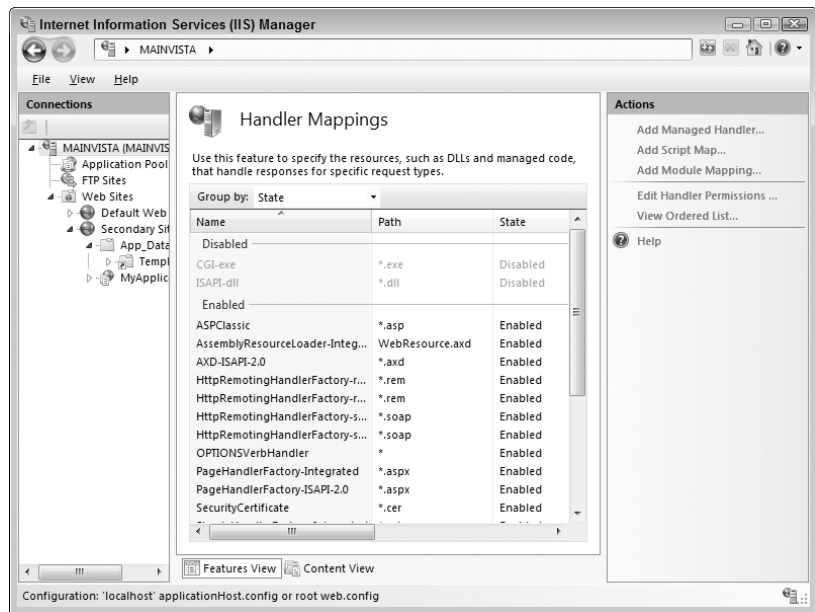 Internet Information Services (IIS) Manager
MAINVISTA
File View Help
Connections
MAINVISTA (MAINVIS
Application Pool
FTP Sites
Web Sites
Default Web
Secondary Sit
App_Data
Templ
MyApplic
Handler Mappings
Use this feature to specify the resources, such as DLLs and managed code,
that handle responses for specific request types.
Group by: State
Name Path State
Disabled
CGI-exe *.exe Disabled
ISAPI-dll *.dll Disabled
Enabled
ASPClassic *.asp Enabled
AssemblyResourceLoader-Integ... WebResource.axd Enabled
AXD-ISAPI-2.0 *.axd Enabled
HttpRemotingHandlerFactory-r... *.rem Enabled
HttpRemotingHandlerFactory-r... *.rem Enabled
HttpRemotingHandlerFactory-s... *.soap Enabled
HttpRemotingHandlerFactory-s... *.soap Enabled
OPTIONSVerbHandler * Enabled
PageHandlerFactory-Integrated *.aspx Enabled
PageHandlerFactory-ISAPI-2.0 *.aspx Enabled
SecurityCertificate *.cer Enabled
Features View Content View
Actions
Add Managed Handler...
Add Script Map...
Add Module Mapping...
Edit Handler Permissions ...
View Ordered List...
Help
Configuration: 'localhost' applicationHost.config or root web.config